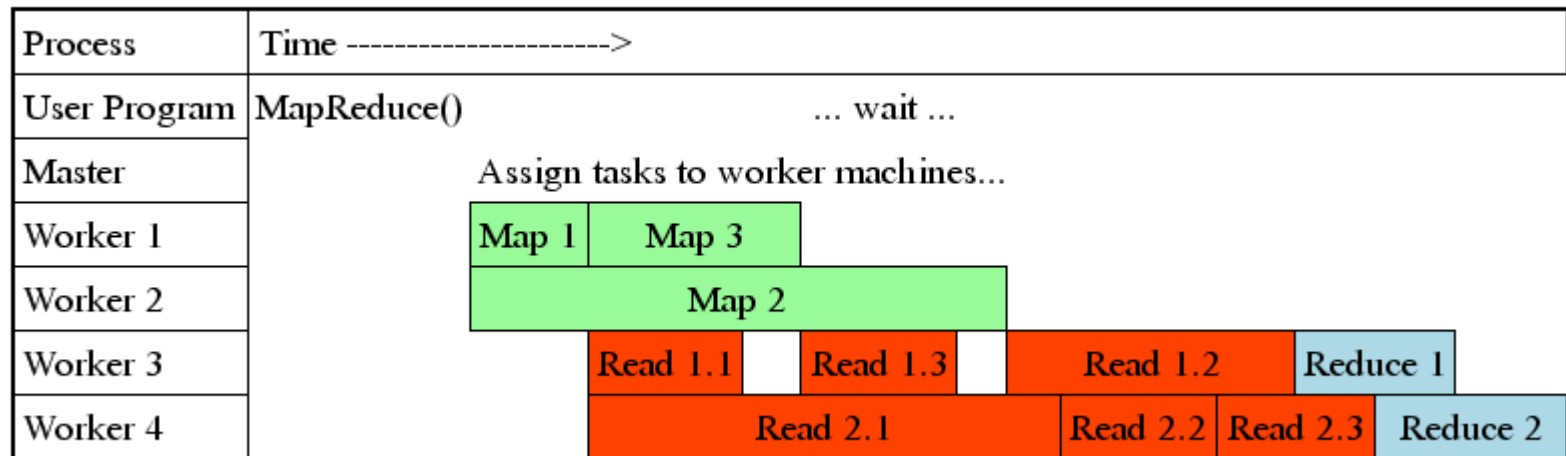 Process Time ---------------------->
User Program MapReduce() ... wait ...
Master Assign tasks to worker machines...
Worker 1 Map 1 Map 3
Worker 2 Map 2
Worker 3 Read 1.1 Read 1.3 Read 1.2 Reduce 1
Worker 4 Read 2.1 Read 2.2 Read 2.3 Reduce 2